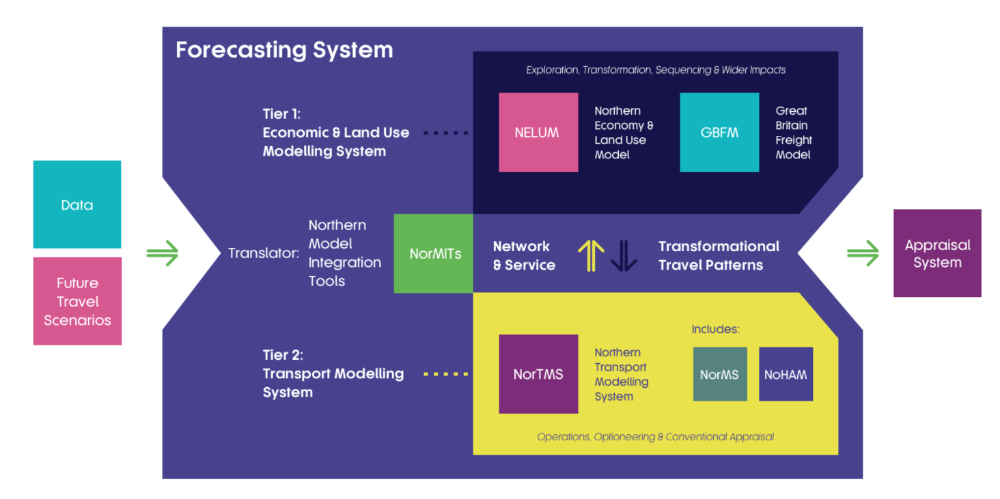 Forecasting System
Exploration, Transformation, Sequencing & Wider Impacts
Tier 1:
Economic & Land Use
Modelling System
NELUM
Northern
Economy &
Land Use
Model
GBFM
Great
Britain
Freight
Model
Data
Future
Travel
Scenarios
Translator:
Northern
Model
Integration
Tools
NorMITs
Network
& Service
Transformational
Travel Patterns
Appraisal
System
Tier 2:
Transport Modelling
System
NorTMS
Northern
Transport
Modelling
System
Includes:
NorMS
NoHAM
Operations, Optioneering & Conventional Appraisal